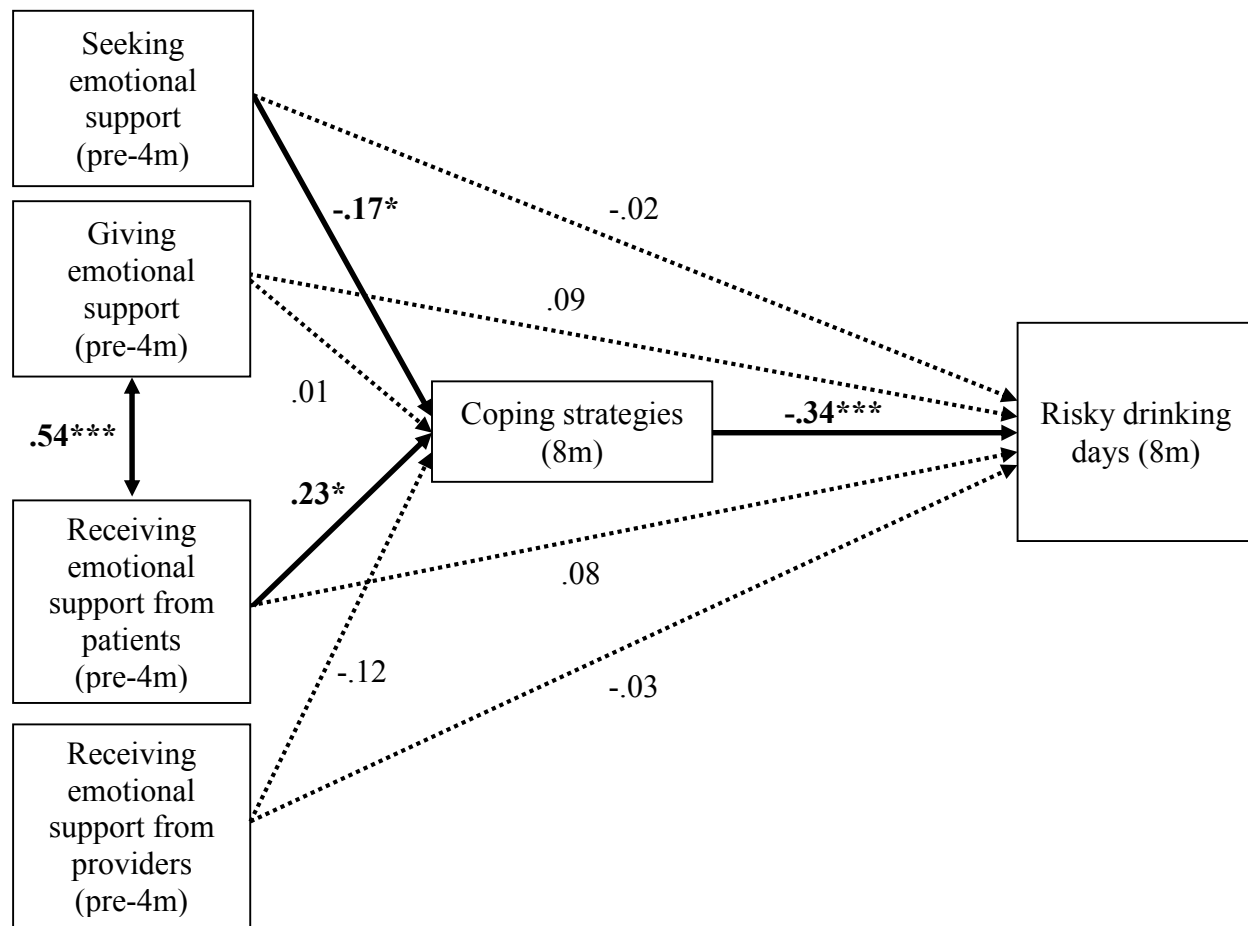 Seeking
emotional
support
(pre-4m)
-.17*
-.02
Giving
emotional
support
(pre-4m)
.09
.01
.54***
Coping strategies
(8m)
-.34***
Risky drinking
days (8m)
Receiving
emotional
support from
patients
(pre-4m)
.23*
.08
-.12
-.03
Receiving
emotional
support from
providers
(pre-4m)